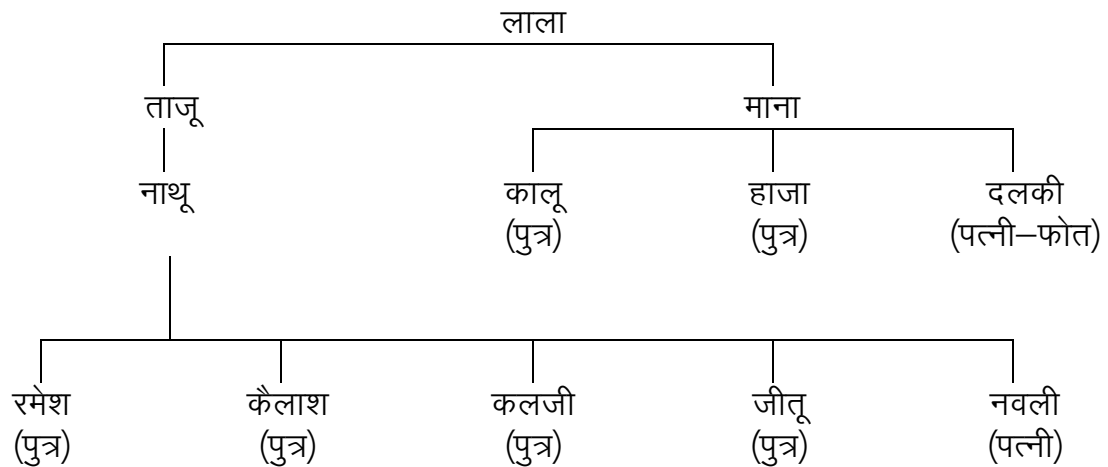 लाला
ताजू माना
नाथू कालू हाजा दलकी
(पुत्र) (पुत्र) (पत्नी–फोत)
रमेश कैलाश कलजी जीतू नवली
(पुत्र) (पुत्र) (पुत्र) (पुत्र) (पत्नी)